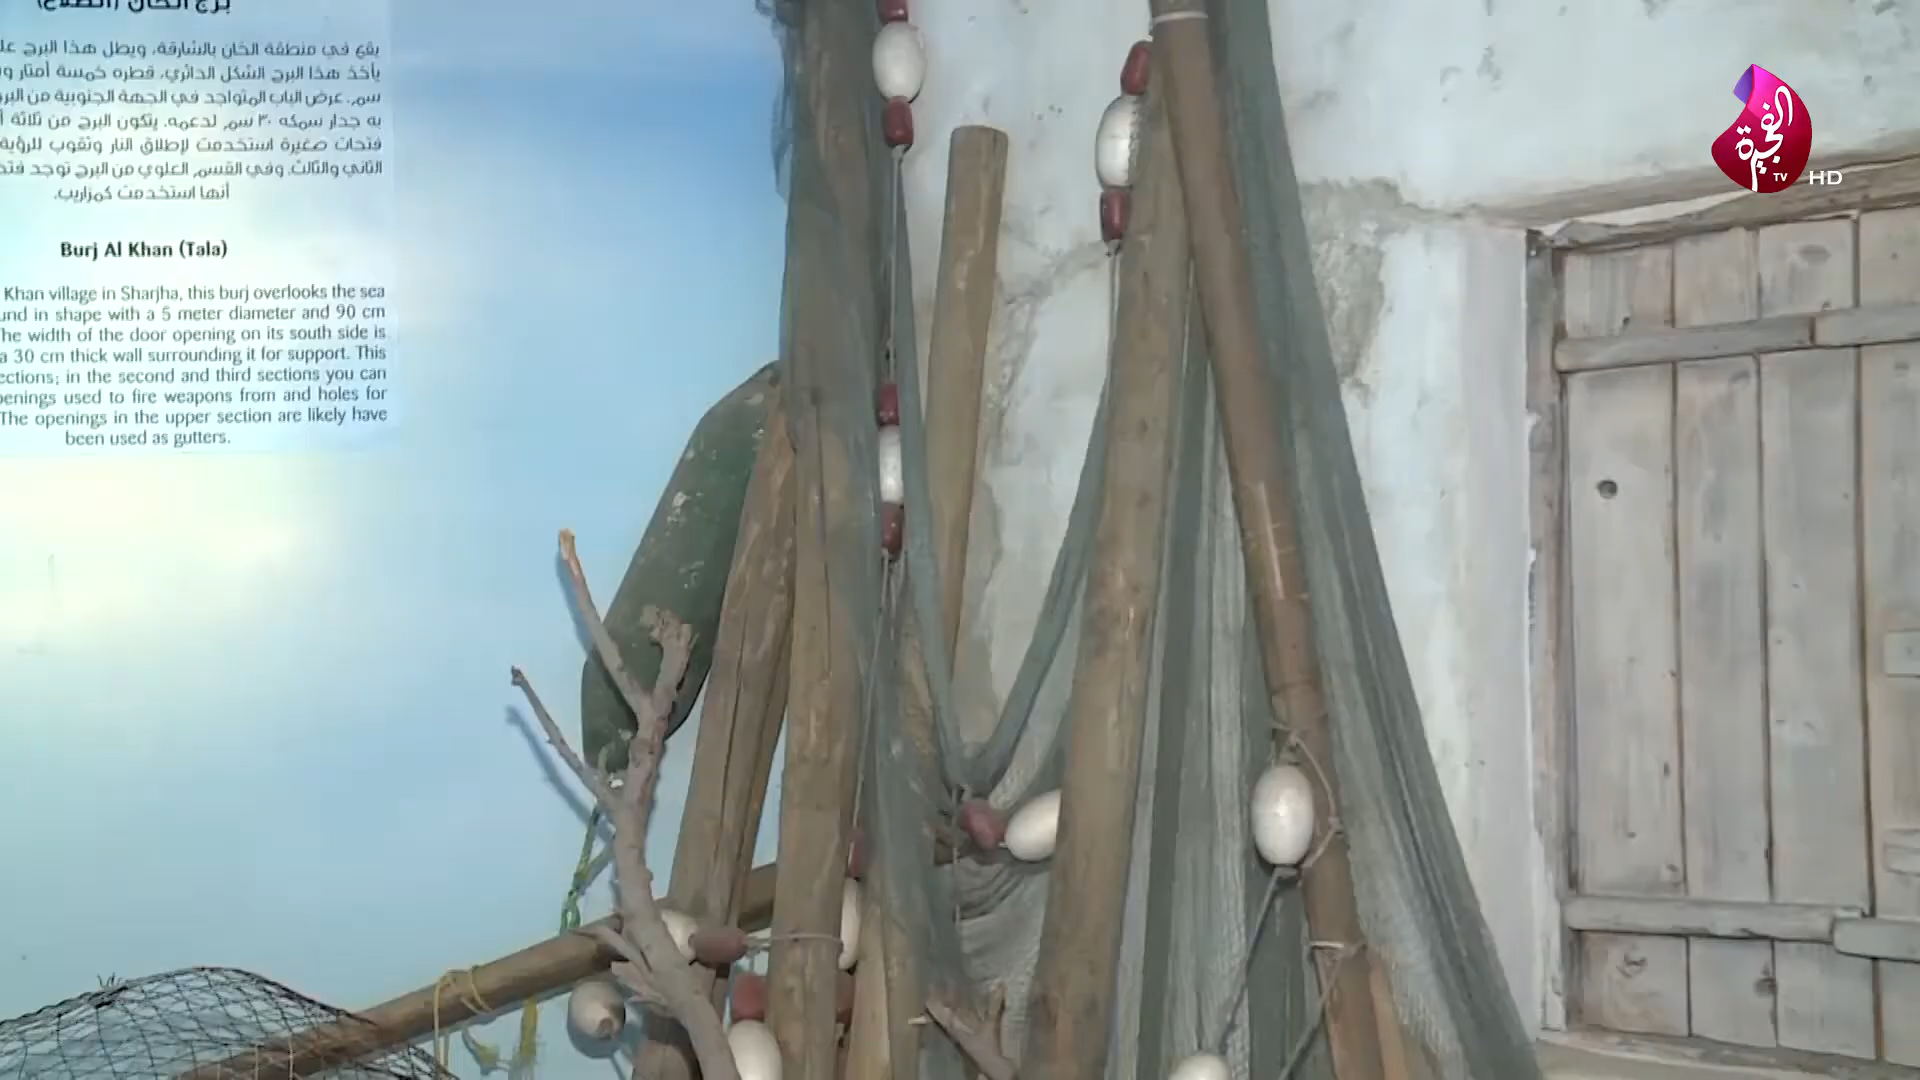 برج الخان (الطلاع)
يقع في منطقة الخان بالشارقة، ويطل هذا البرج
يأخذ هذا البرج الشكل الدائري، قطره خمسة أمتار
سم. عرض الباب المتواجد في الجهة الجنوبية من
به جدار سمكه ٣٠ سم لدعمه. يتكون البرج من ثلاثة
فتحات صغيرة استخدمت لإطلاق النار وثقوب للرؤية
الثاني والثالث. وفي القسم العلوي من البرج توجد
أنها استخدمت كمزاريب.
Burj Al Khan (Tala)
Khan village in Sharjha, this burj overlooks the sea
und in shape with a 5 meter diameter and 90 cm
he width of the door opening on its south side is
a 30 cm thick wall surrounding it for support. This
ections; in the second and third sections you can
penings used to fire weapons from and holes for
The openings in the upper section are likely have
been used as gutters.
الفجيرة
TV HD